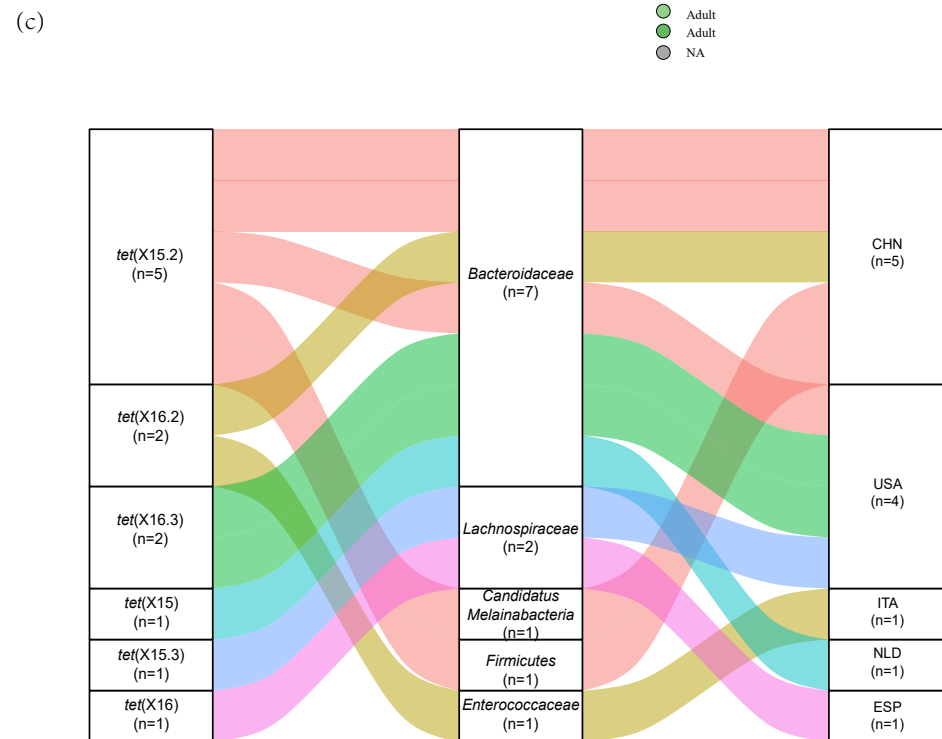 (c)
Adult
Adult
NA
tet(X15.2)
(n=5)
tet(X16.2)
(n=2)
tet(X16.3)
(n=2)
tet(X15)
(n=1)
tet(X15.3)
(n=1)
tet(X16)
(n=1)
Bacteroidaceae
(n=7)
Lachnospiraceae
(n=2)
Candidatus
Melainabacteria
(n=1)
Firmicutes
(n=1)
Enterococcaceae
(n=1)
CHN
(n=5)
USA
(n=4)
ITA
(n=1)
NLD
(n=1)
ESP
(n=1)